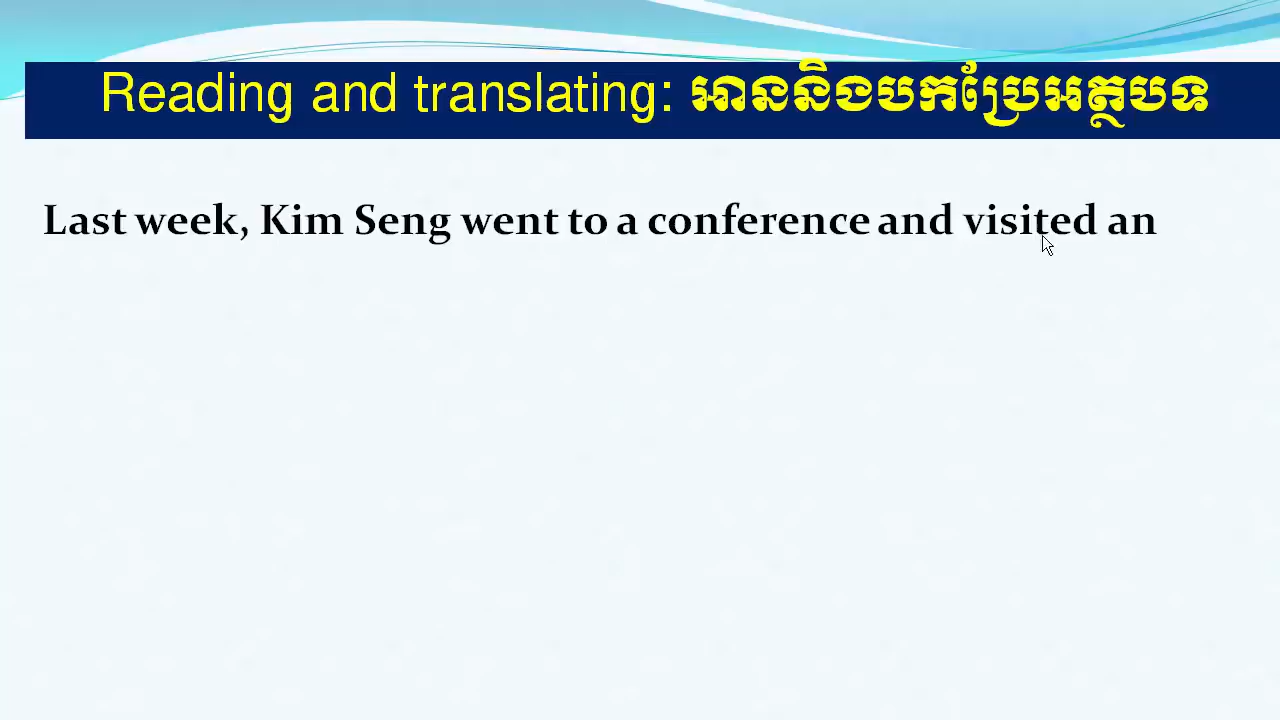 Reading and translating: អាននិងបកប្រែអត្ថបទ
Last week, Kim Seng went to a conference and visited an